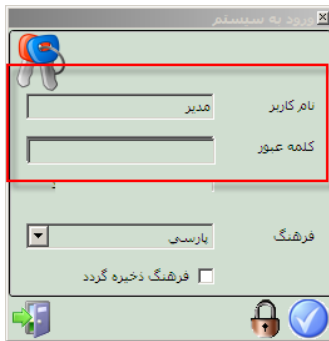 ورود به سیستم
نام کاربر مدیر
کلمه عبور
فرهنگ پارسی
فرهنگ ذخیره گردد